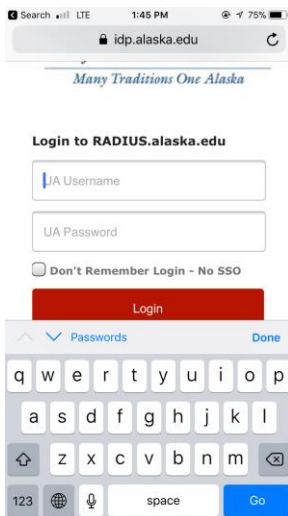 Search LTE 1:45 PM 75%
idp.alaska.edu
Many Traditions One Alaska
Login to RADIUS.alaska.edu
UA Username
UA Password
Don't Remember Login - No SSO
Login
Passwords Done
q w e r t y u i o p
a s d f g h j k l
z x c v b n m
123 space Go